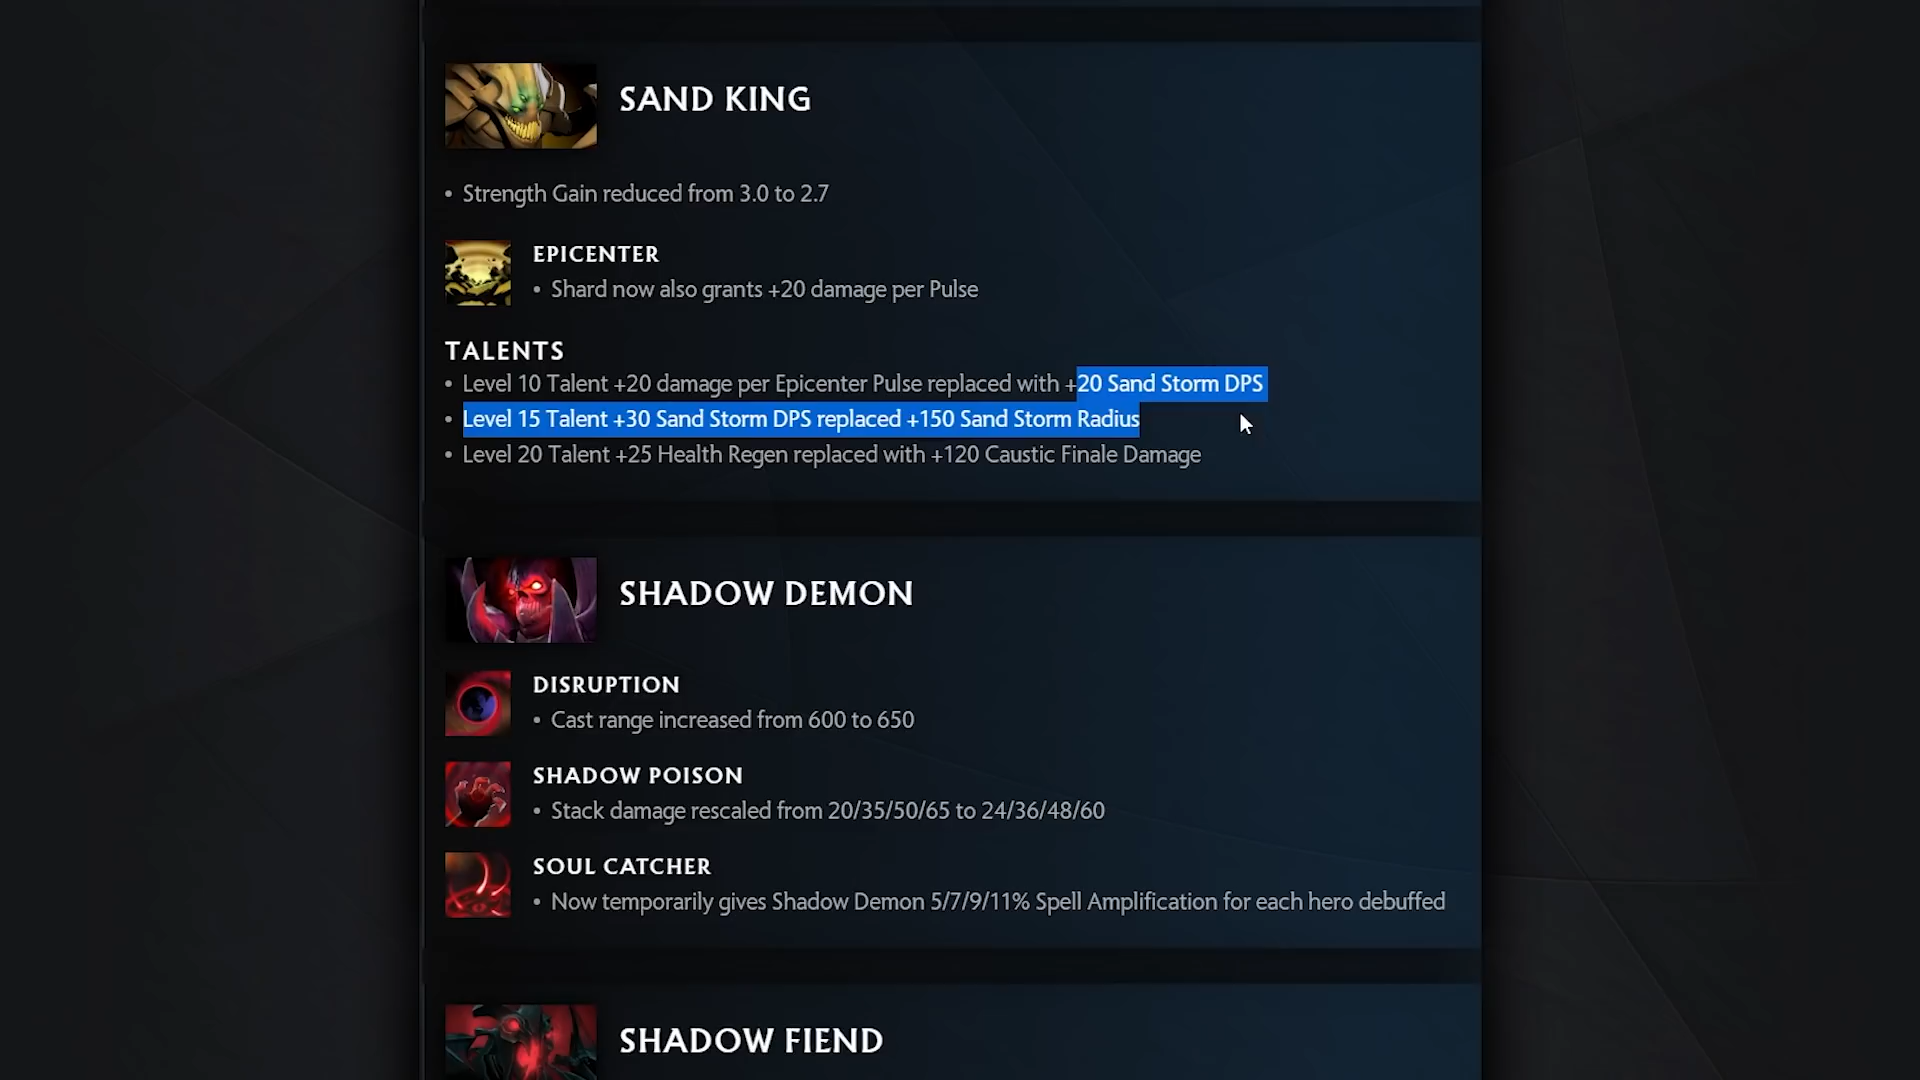 SAND KING
• Strength Gain reduced from 3.0 to 2.7
EPICENTER
• Shard now also grants +20 damage per Pulse
TALENTS
• Level 10 Talent +20 damage per Epicenter Pulse replaced with +20 Sand Storm DPS
• Level 15 Talent +30 Sand Storm DPS replaced +150 Sand Storm Radius
• Level 20 Talent +25 Health Regen replaced with +120 Caustic Finale Damage
SHADOW DEMON
DISRUPTION
• Cast range increased from 600 to 650
SHADOW POISON
• Stack damage rescaled from 20/35/50/65 to 24/36/48/60
SOUL CATCHER
• Now temporarily gives Shadow Demon 5/7/9/11% Spell Amplification for each hero debuffed
SHADOW FIEND